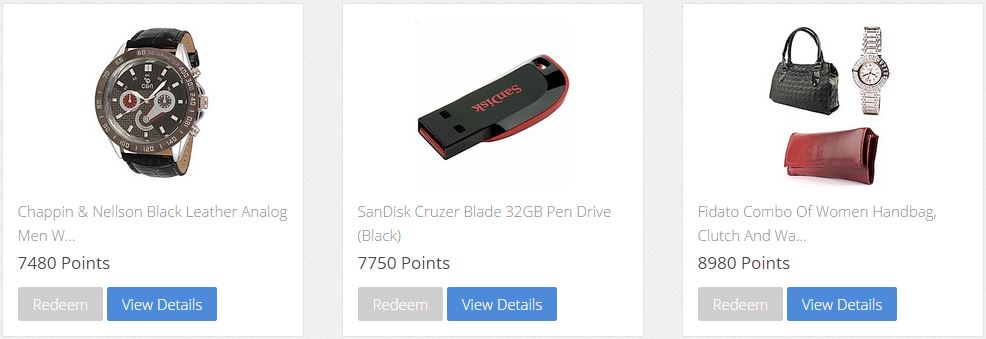 Chappin & Nellson Black Leather Analog
Men W...
7480 Points
Redeem
View Details
SanDisk
SanDisk Cruzer Blade 32GB Pen Drive
(Black)
7750 Points
Redeem
View Details
Fidato Combo Of Women Handbag,
Clutch And Wa...
8980 Points
Redeem
View Details